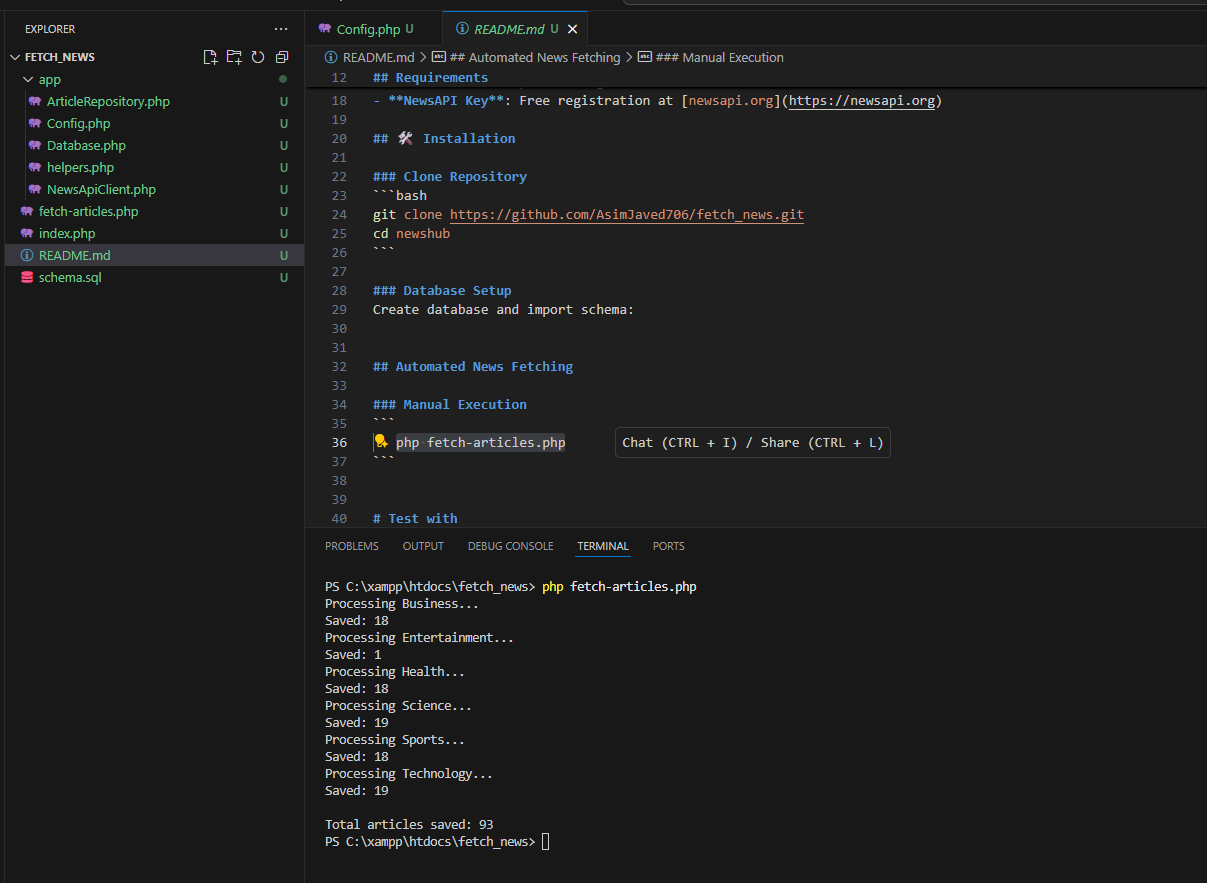 EXPLORER
FETCH_NEWS
app
ArticleRepository.php U
Config.php U
Database.php U
helpers.php U
NewsApiClient.php U
fetch-articles.php U
index.php U
README.md U
schema.sql U
Config.php U
README.md U
README.md > ## Automated News Fetching > ### Manual Execution
12 ## Requirements
18 - **NewsAPI Key**: Free registration at [newsapi.org](https://newsapi.org)
19
20 ## 🛠 Installation
21
22 ### Clone Repository
23 ```bash
24 git clone https://github.com/AsimJaved706/fetch_news.git
25 cd newshub
26 ```
27
28 ### Database Setup
29 Create database and import schema:
30
31
32 ## Automated News Fetching
33
34 ### Manual Execution
35 ```
36 php fetch-articles.php Chat (CTRL + I) / Share (CTRL + L)
37 ```
38
39
40 # Test with
PROBLEMS OUTPUT DEBUG CONSOLE TERMINAL PORTS
PS C:\xampp\htdocs\fetch_news> php fetch-articles.php
Processing Business...
Saved: 18
Processing Entertainment...
Saved: 1
Processing Health...
Saved: 18
Processing Science...
Saved: 19
Processing Sports...
Saved: 18
Processing Technology...
Saved: 19
Total articles saved: 93
PS C:\xampp\htdocs\fetch_news>